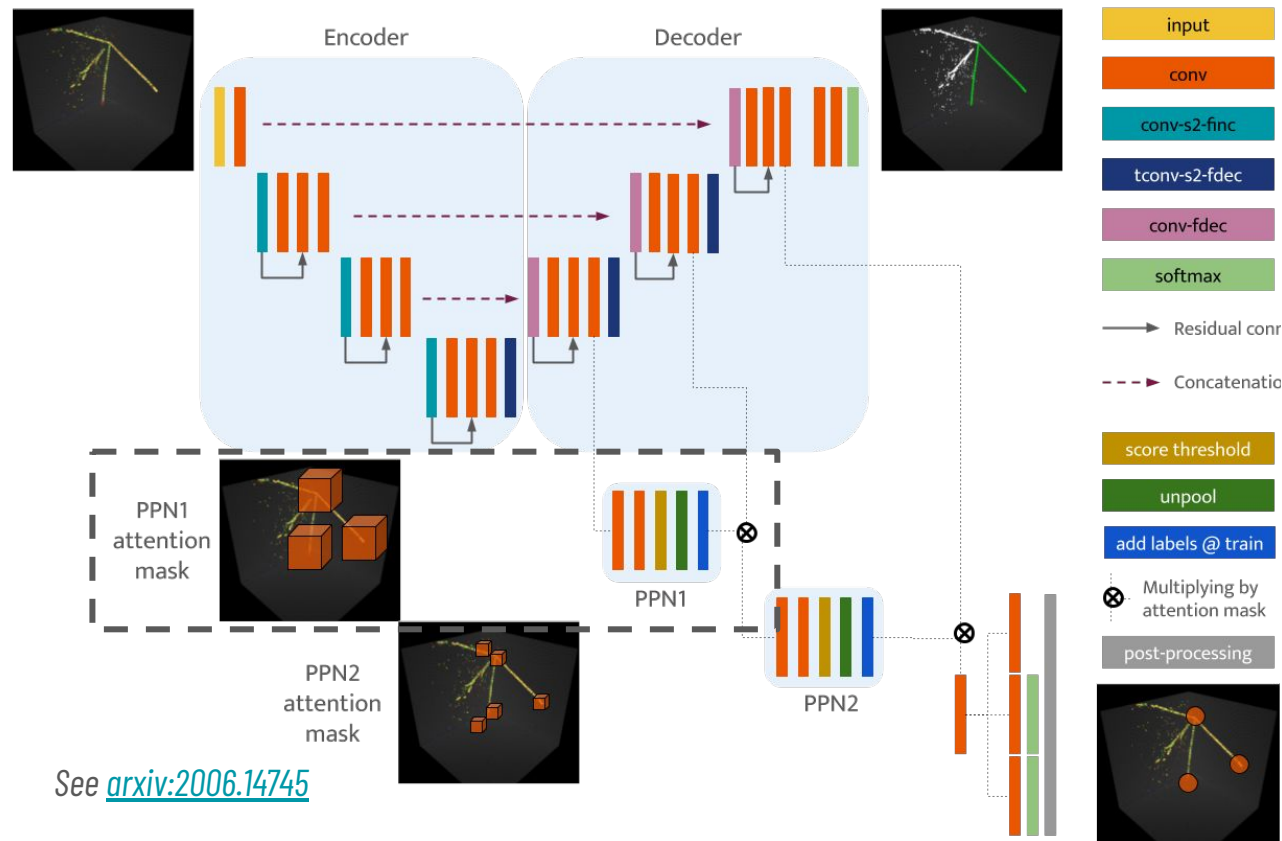 Encoder
Decoder
input
conv
conv-s2-finc
tconv-s2-fdec
conv-fdec
softmax
Residual conn
Concatenatio
score threshold
unpool
add labels @ train
Multiplying by
attention mask
post-processing
PPN1
attention
mask
PPN1
PPN2
attention
mask
PPN2
See arxiv:2006.14745